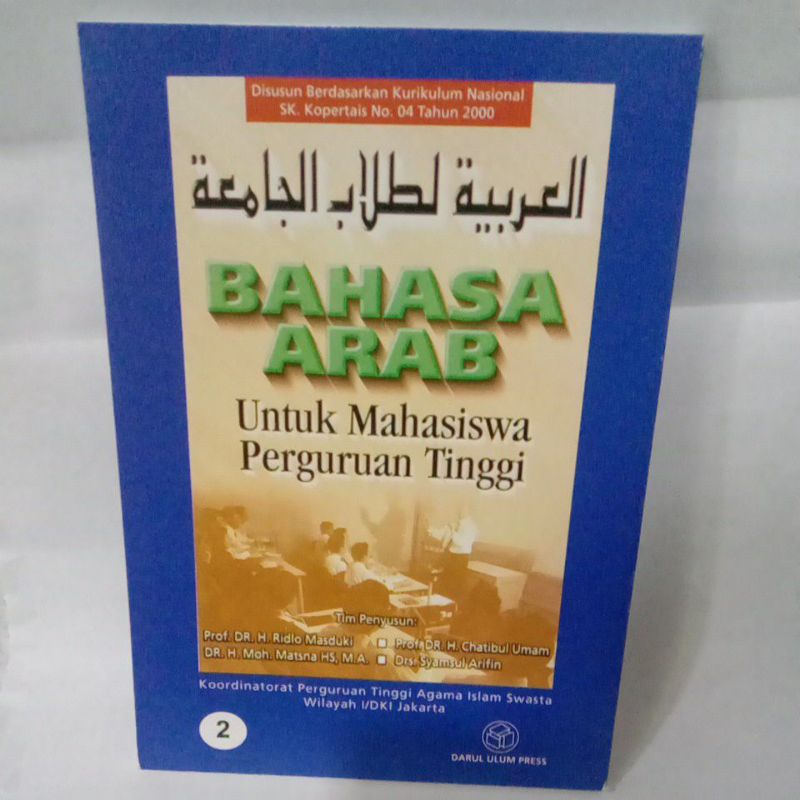 Disusun Berdasarkan Kurikulum Nasional
SK. Kopertais No. 04 Tahun 2000
العربية لطلاب الجامعة
BAHASA
ARAB
Untuk Mahasiswa
Perguruan Tinggi
Tim Penyusun:
Prof. DR. H. Ridlo Masduki ■ Prof. DR. H. Chatibul Umam
DR. H. Moh. Matsna HS, M.A. ■ Drs. Syamsul Arifin
Koordinatorat Perguruan Tinggi Agama Islam Swasta
Wilayah I/DKI Jakarta
2
DARUL ULUM PRESS